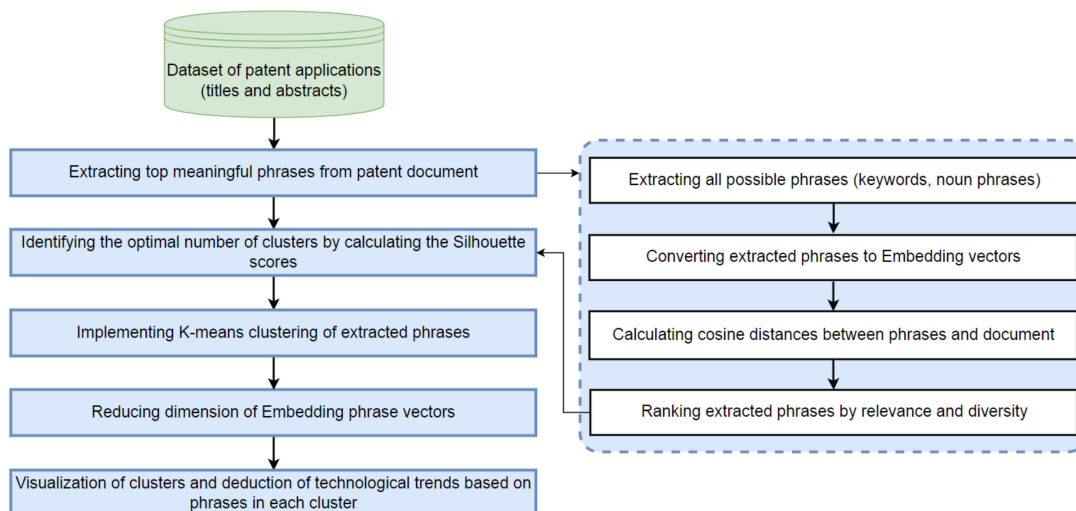 Dataset of patent applications
(titles and abstracts)
Extracting top meaningful phrases from patent document
Identifying the optimal number of clusters by calculating the Silhouette
scores
Implementing K-means clustering of extracted phrases
Reducing dimension of Embedding phrase vectors
Visualization of clusters and deduction of technological trends based on
phrases in each cluster
Extracting all possible phrases (keywords, noun phrases)
Converting extracted phrases to Embedding vectors
Calculating cosine distances between phrases and document
Ranking extracted phrases by relevance and diversity